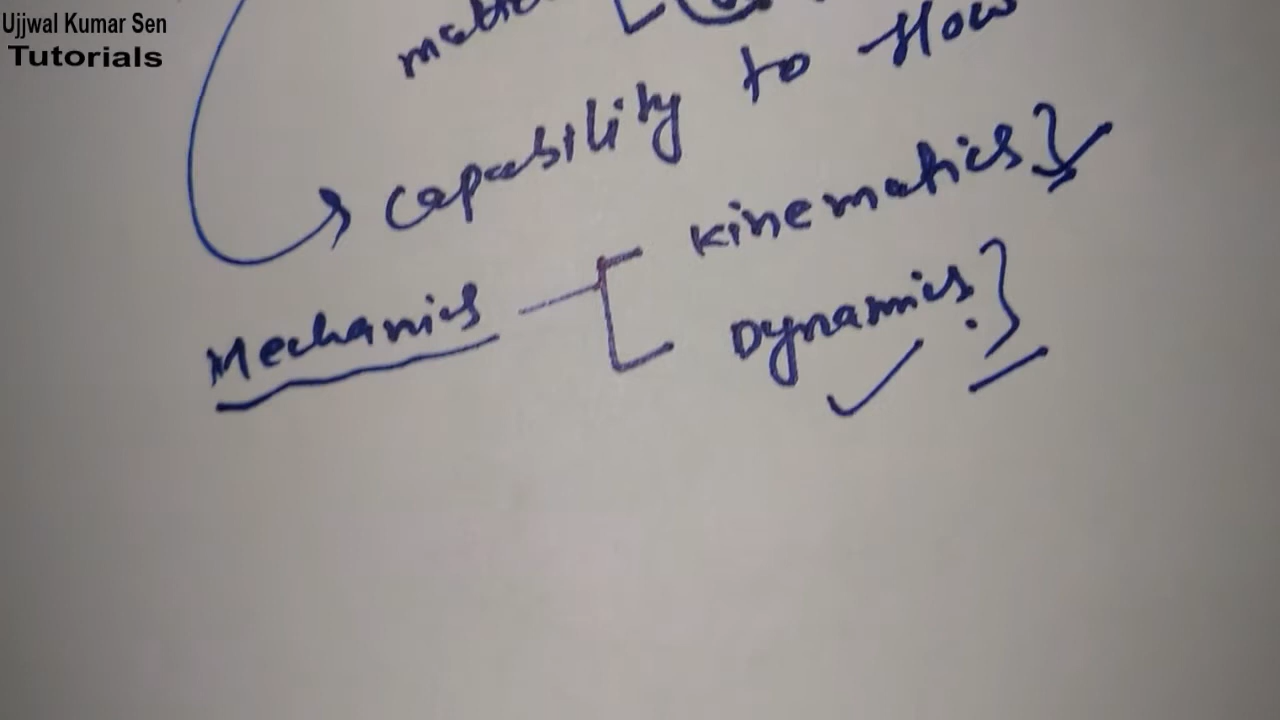 Ujjwal Kumar Sen
Tutorials
capability to flow
Kinematics}
Mechanics
Dynamics.}